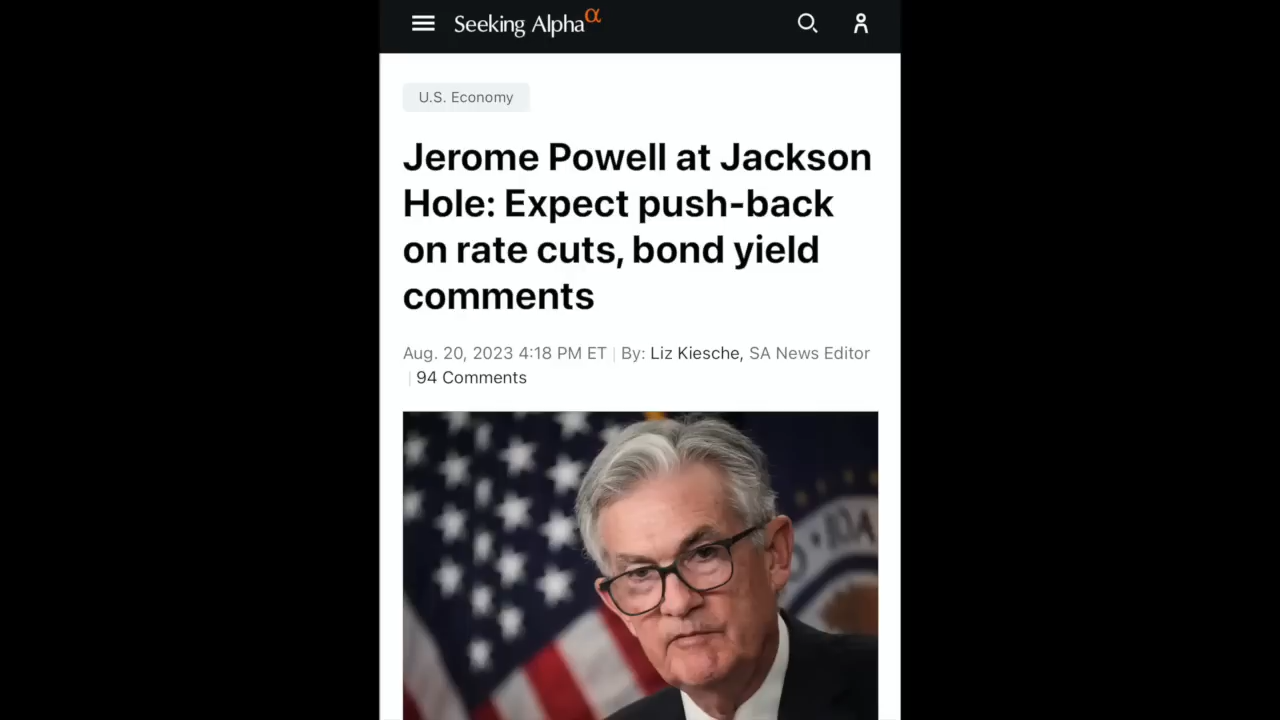 Seeking Alphaα
U.S. Economy
Jerome Powell at Jackson
Hole: Expect push-back
on rate cuts, bond yield
comments
Aug. 20, 2023 4:18 PM ET | By: Liz Kiesche, SA News Editor
| 94 Comments